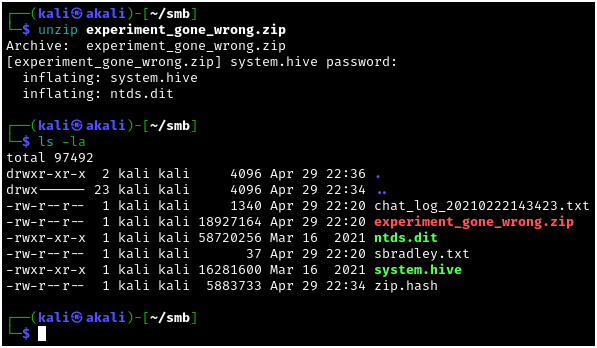 ┌──(kali㉿akali)-[~/smb]
└─$ unzip experiment_gone_wrong.zip
Archive:  experiment_gone_wrong.zip
[experiment_gone_wrong.zip] system.hive password:
  inflating: system.hive
  inflating: ntds.dit
┌──(kali㉿akali)-[~/smb]
└─$ ls -la
total 97492
drwxr-xr-x  2 kali kali     4096 Apr 29 22:36 .
drwx------ 23 kali kali     4096 Apr 29 22:34 ..
-rw-r--r--  1 kali kali     1340 Apr 29 22:20 chat_log_20210222143423.txt
-rw-r--r--  1 kali kali 18927164 Apr 29 22:20 experiment_gone_wrong.zip
-rwxr-xr-x  1 kali kali 58720256 Mar 16  2021 ntds.dit
-rw-r--r--  1 kali kali       37 Apr 29 22:20 sbradley.txt
-rwxr-xr-x  1 kali kali 16281600 Mar 16  2021 system.hive
-rw-r--r--  1 kali kali  5883733 Apr 29 22:34 zip.hash
┌──(kali㉿akali)-[~/smb]
└─$